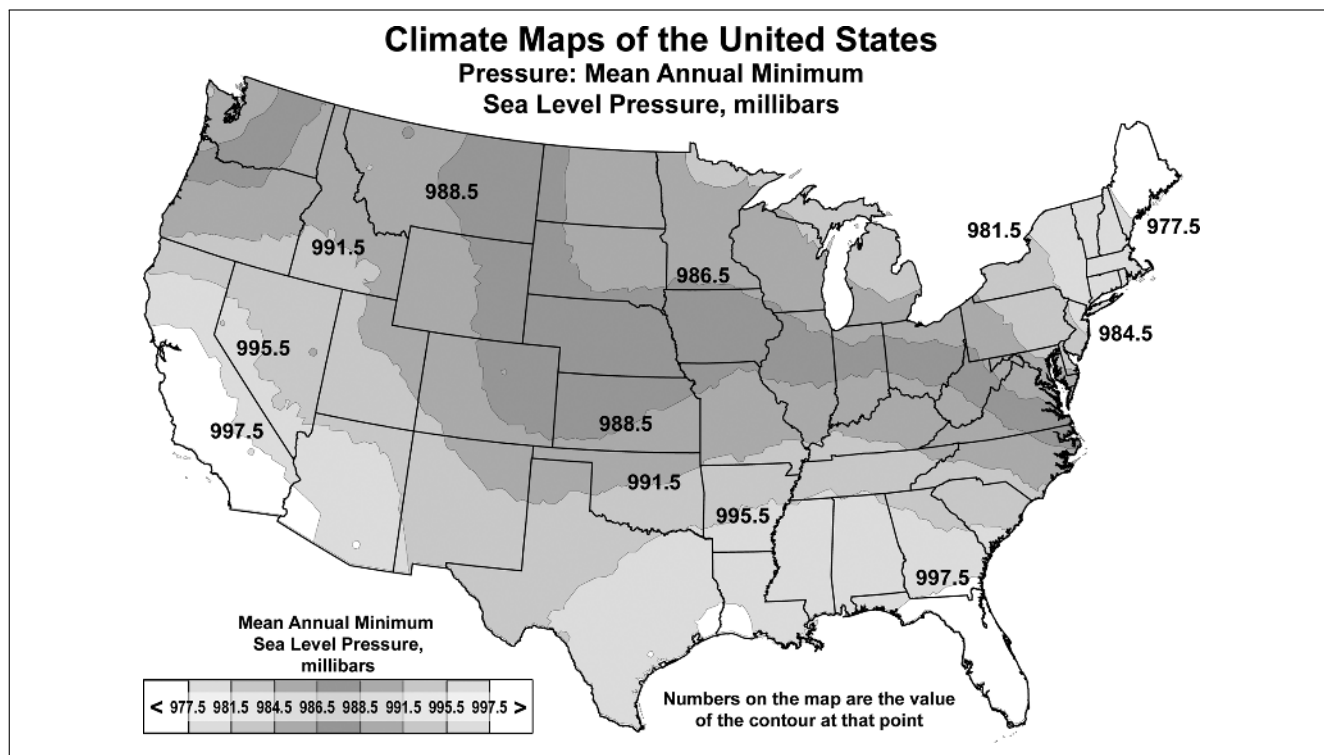 Climate Maps of the United States
Pressure: Mean Annual Minimum
Sea Level Pressure, millibars
988.5
981.5
977.5
991.5
986.5
984.5
995.5
988.5
997.5
991.5
995.5
997.5
Mean Annual Minimum
Sea Level Pressure,
millibars
< 977.5 981.5 984.5 986.5 988.5 991.5 995.5 997.5 >
Numbers on the map are the value
of the contour at that point